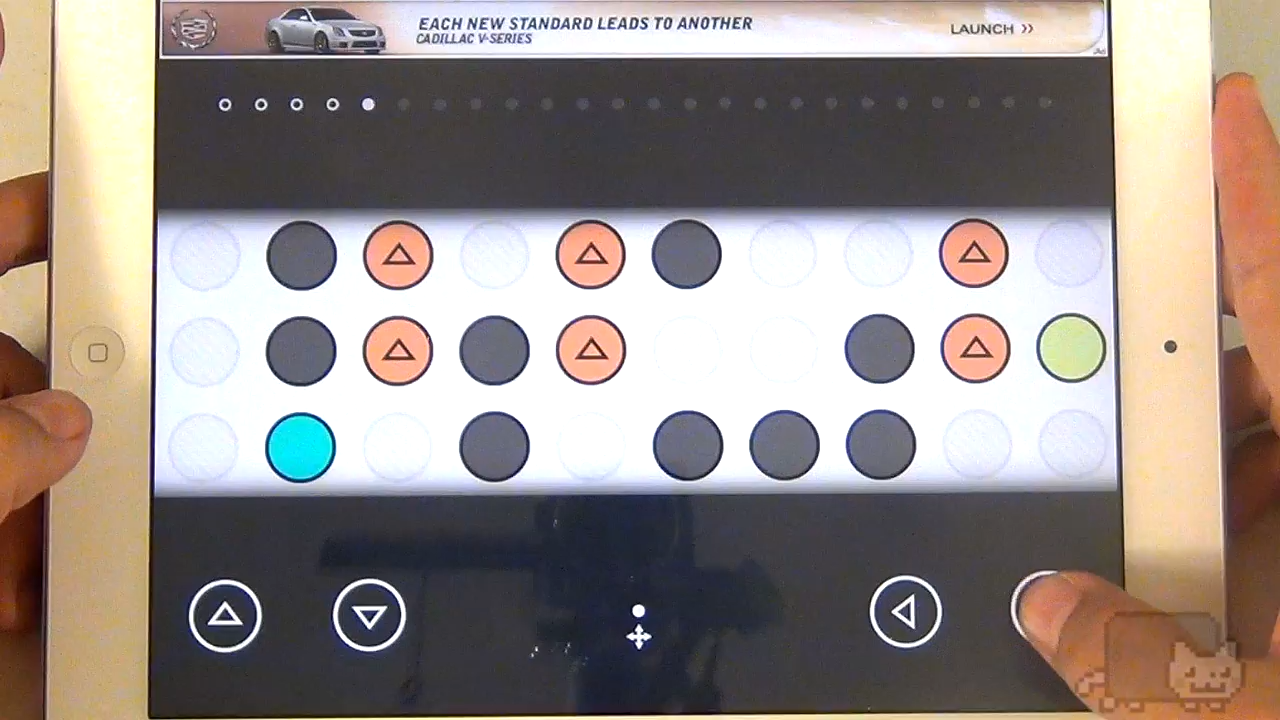 EACH NEW STANDARD LEADS TO ANOTHER
CADILLAC V-SERIES
LAUNCH >>